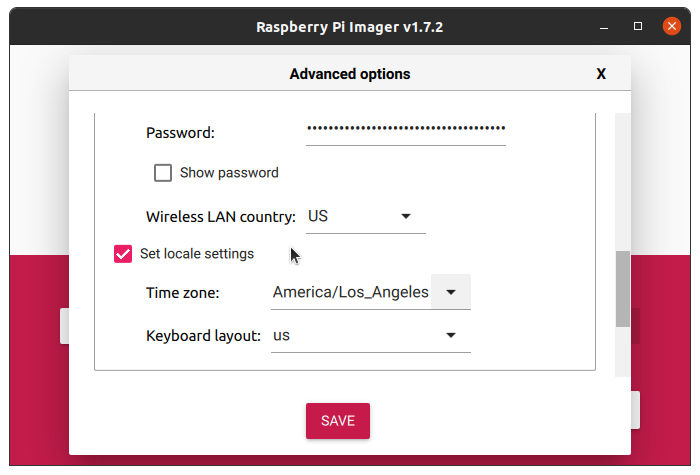 Raspberry Pi Imager v1.7.2
Advanced options X
Password: ••••••••••••••••••••••••••••••••••••
Show password
Wireless LAN country: US
Set locale settings
Time zone: America/Los_Angeles
Keyboard layout: us
SAVE